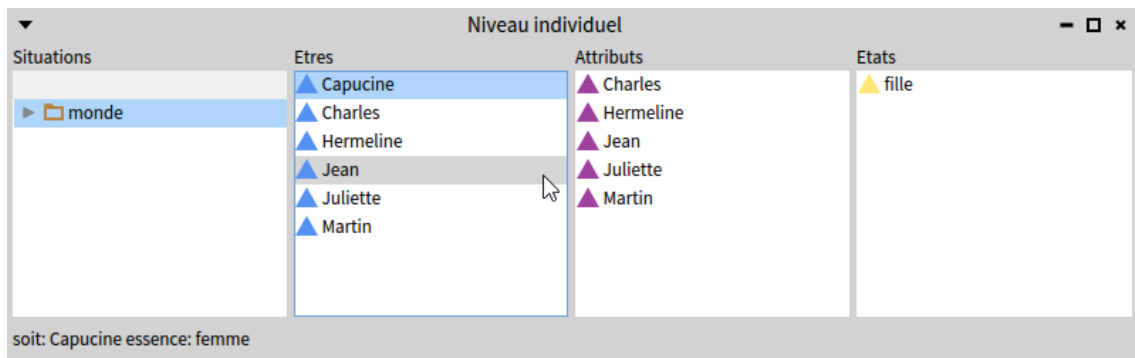 Niveau individuel
Situations
monde
Etres
Capucine
Charles
Hermeline
Jean
Juliette
Martin
Attributs
Charles
Hermeline
Jean
Juliette
Martin
Etats
fille
soit: Capucine essence: femme